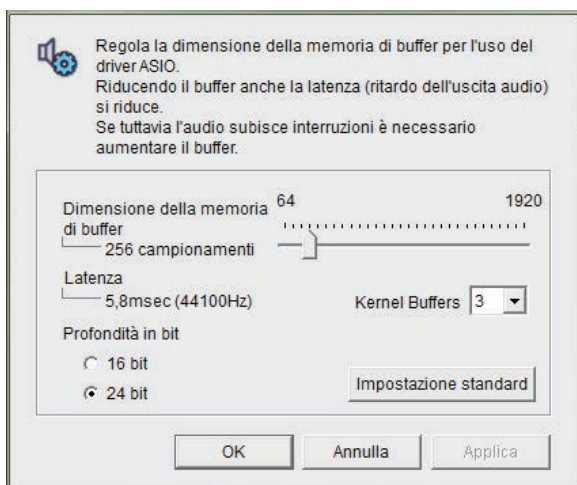 Regola la dimensione della memoria di buffer per l'uso del
driver ASIO.
Riducendo il buffer anche la latenza (ritardo dell'uscita audio)
si riduce.
Se tuttavia l'audio subisce interruzioni è necessario
aumentare il buffer.
Dimensione della memoria
di buffer
256 campionamenti
64
1920
Latenza
5,8msec (44100Hz)
Kernel Buffers
3
Profondità in bit
16 bit
24 bit
Impostazione standard
OK
Annulla
Applica